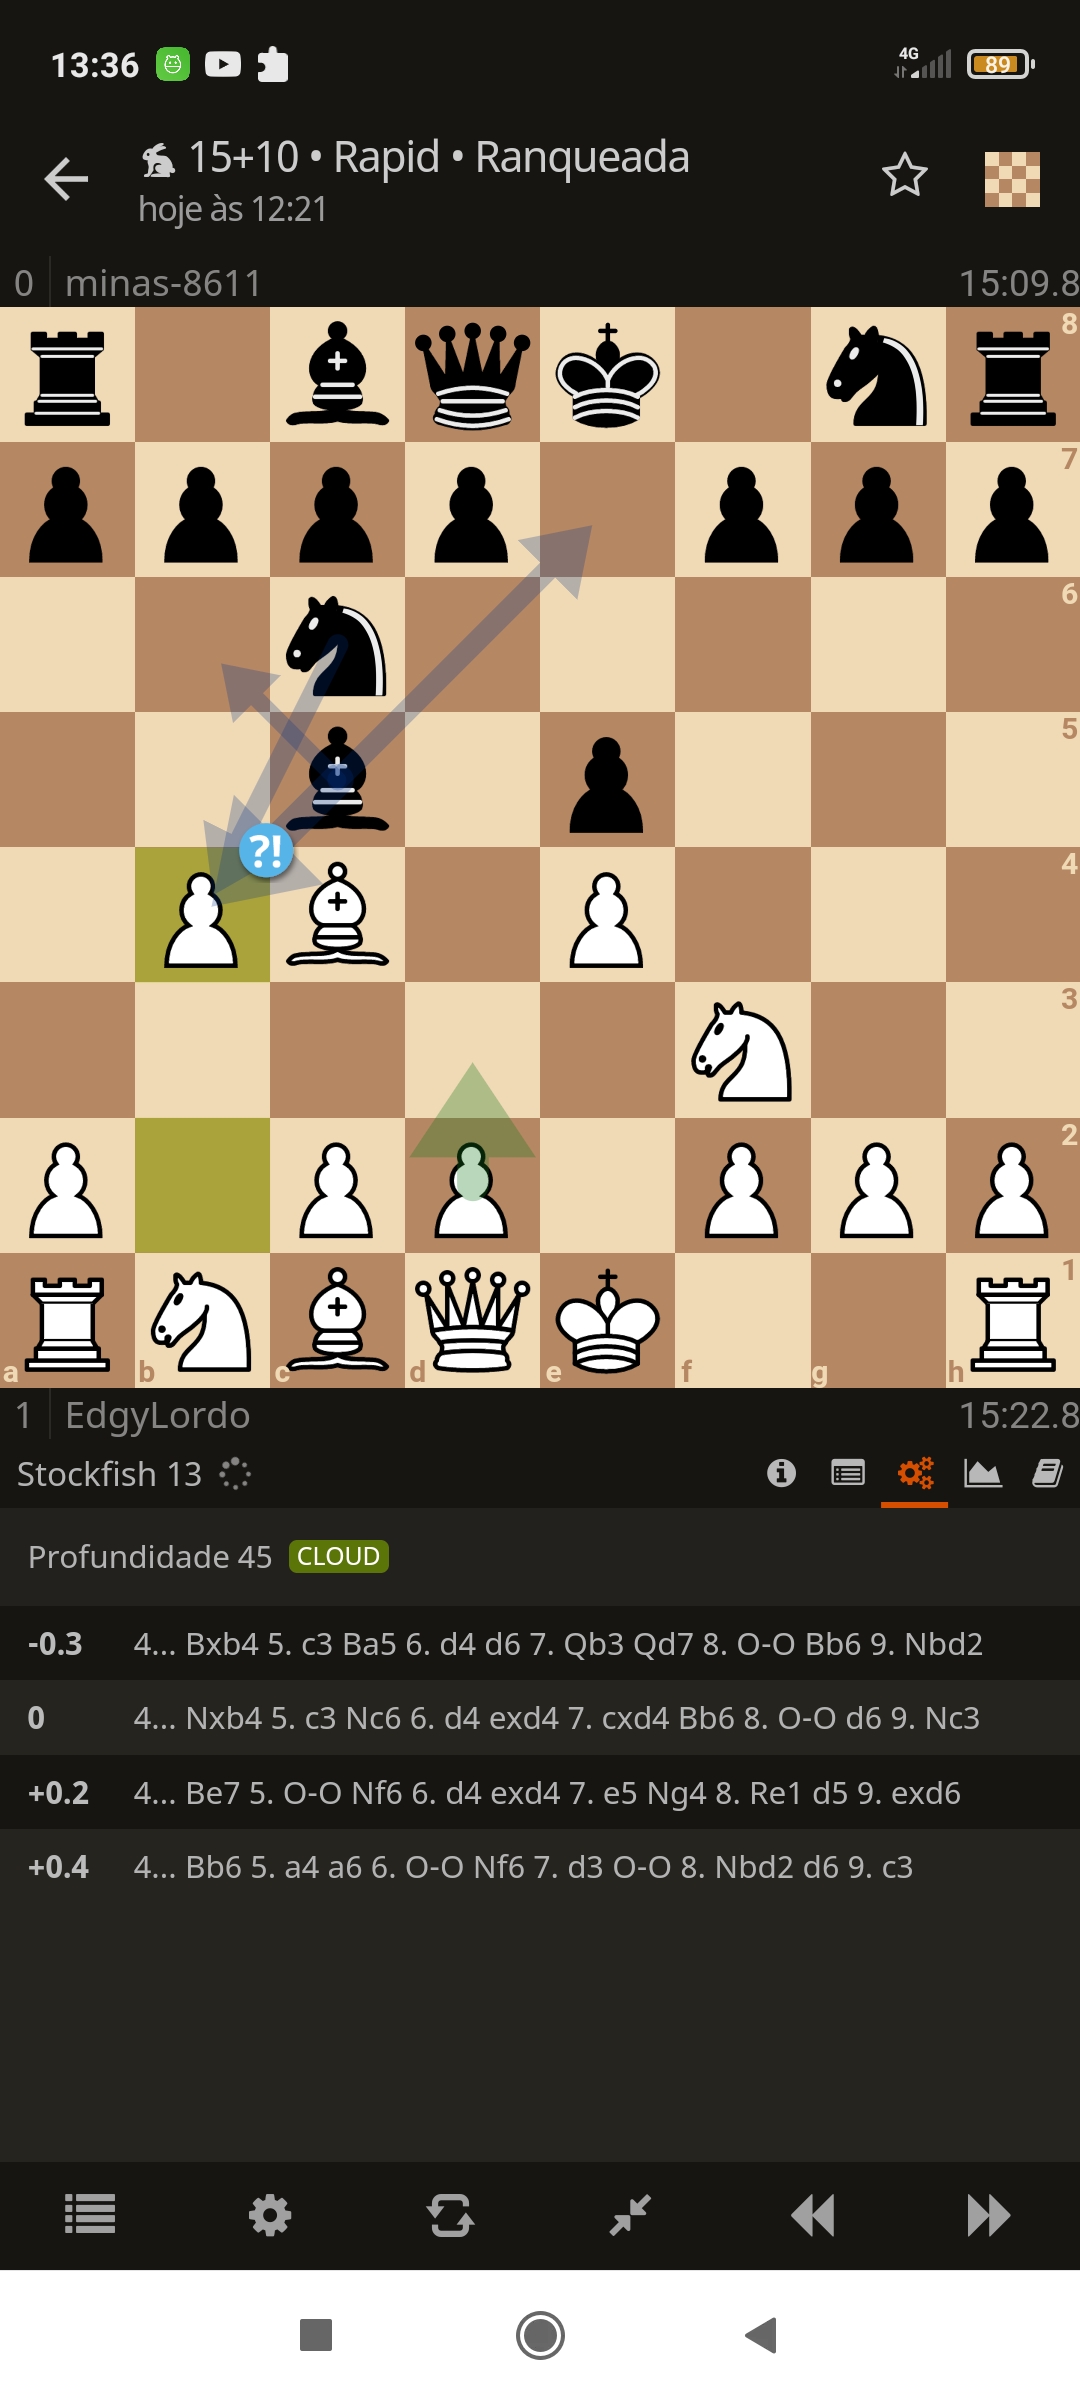 13:36 4G 89
15+10 • Rapid • Ranqueada
hoje às 12:21
0 minas-8611 15:09.8
8
7
6
5
?!
4
3
2
1
a b c d e f g h
1 EdgyLordo 15:22.8
Stockfish 13
Profundidade 45 CLOUD
-0.3 4... Bxb4 5. c3 Ba5 6. d4 d6 7. Qb3 Qd7 8. O-O Bb6 9. Nbd2
0 4... Nxb4 5. c3 Nc6 6. d4 exd4 7. cxd4 Bb6 8. O-O d6 9. Nc3
+0.2 4... Be7 5. O-O Nf6 6. d4 exd4 7. e5 Ng4 8. Re1 d5 9. exd6
+0.4 4... Bb6 5. a4 a6 6. O-O Nf6 7. d3 O-O 8. Nbd2 d6 9. c3